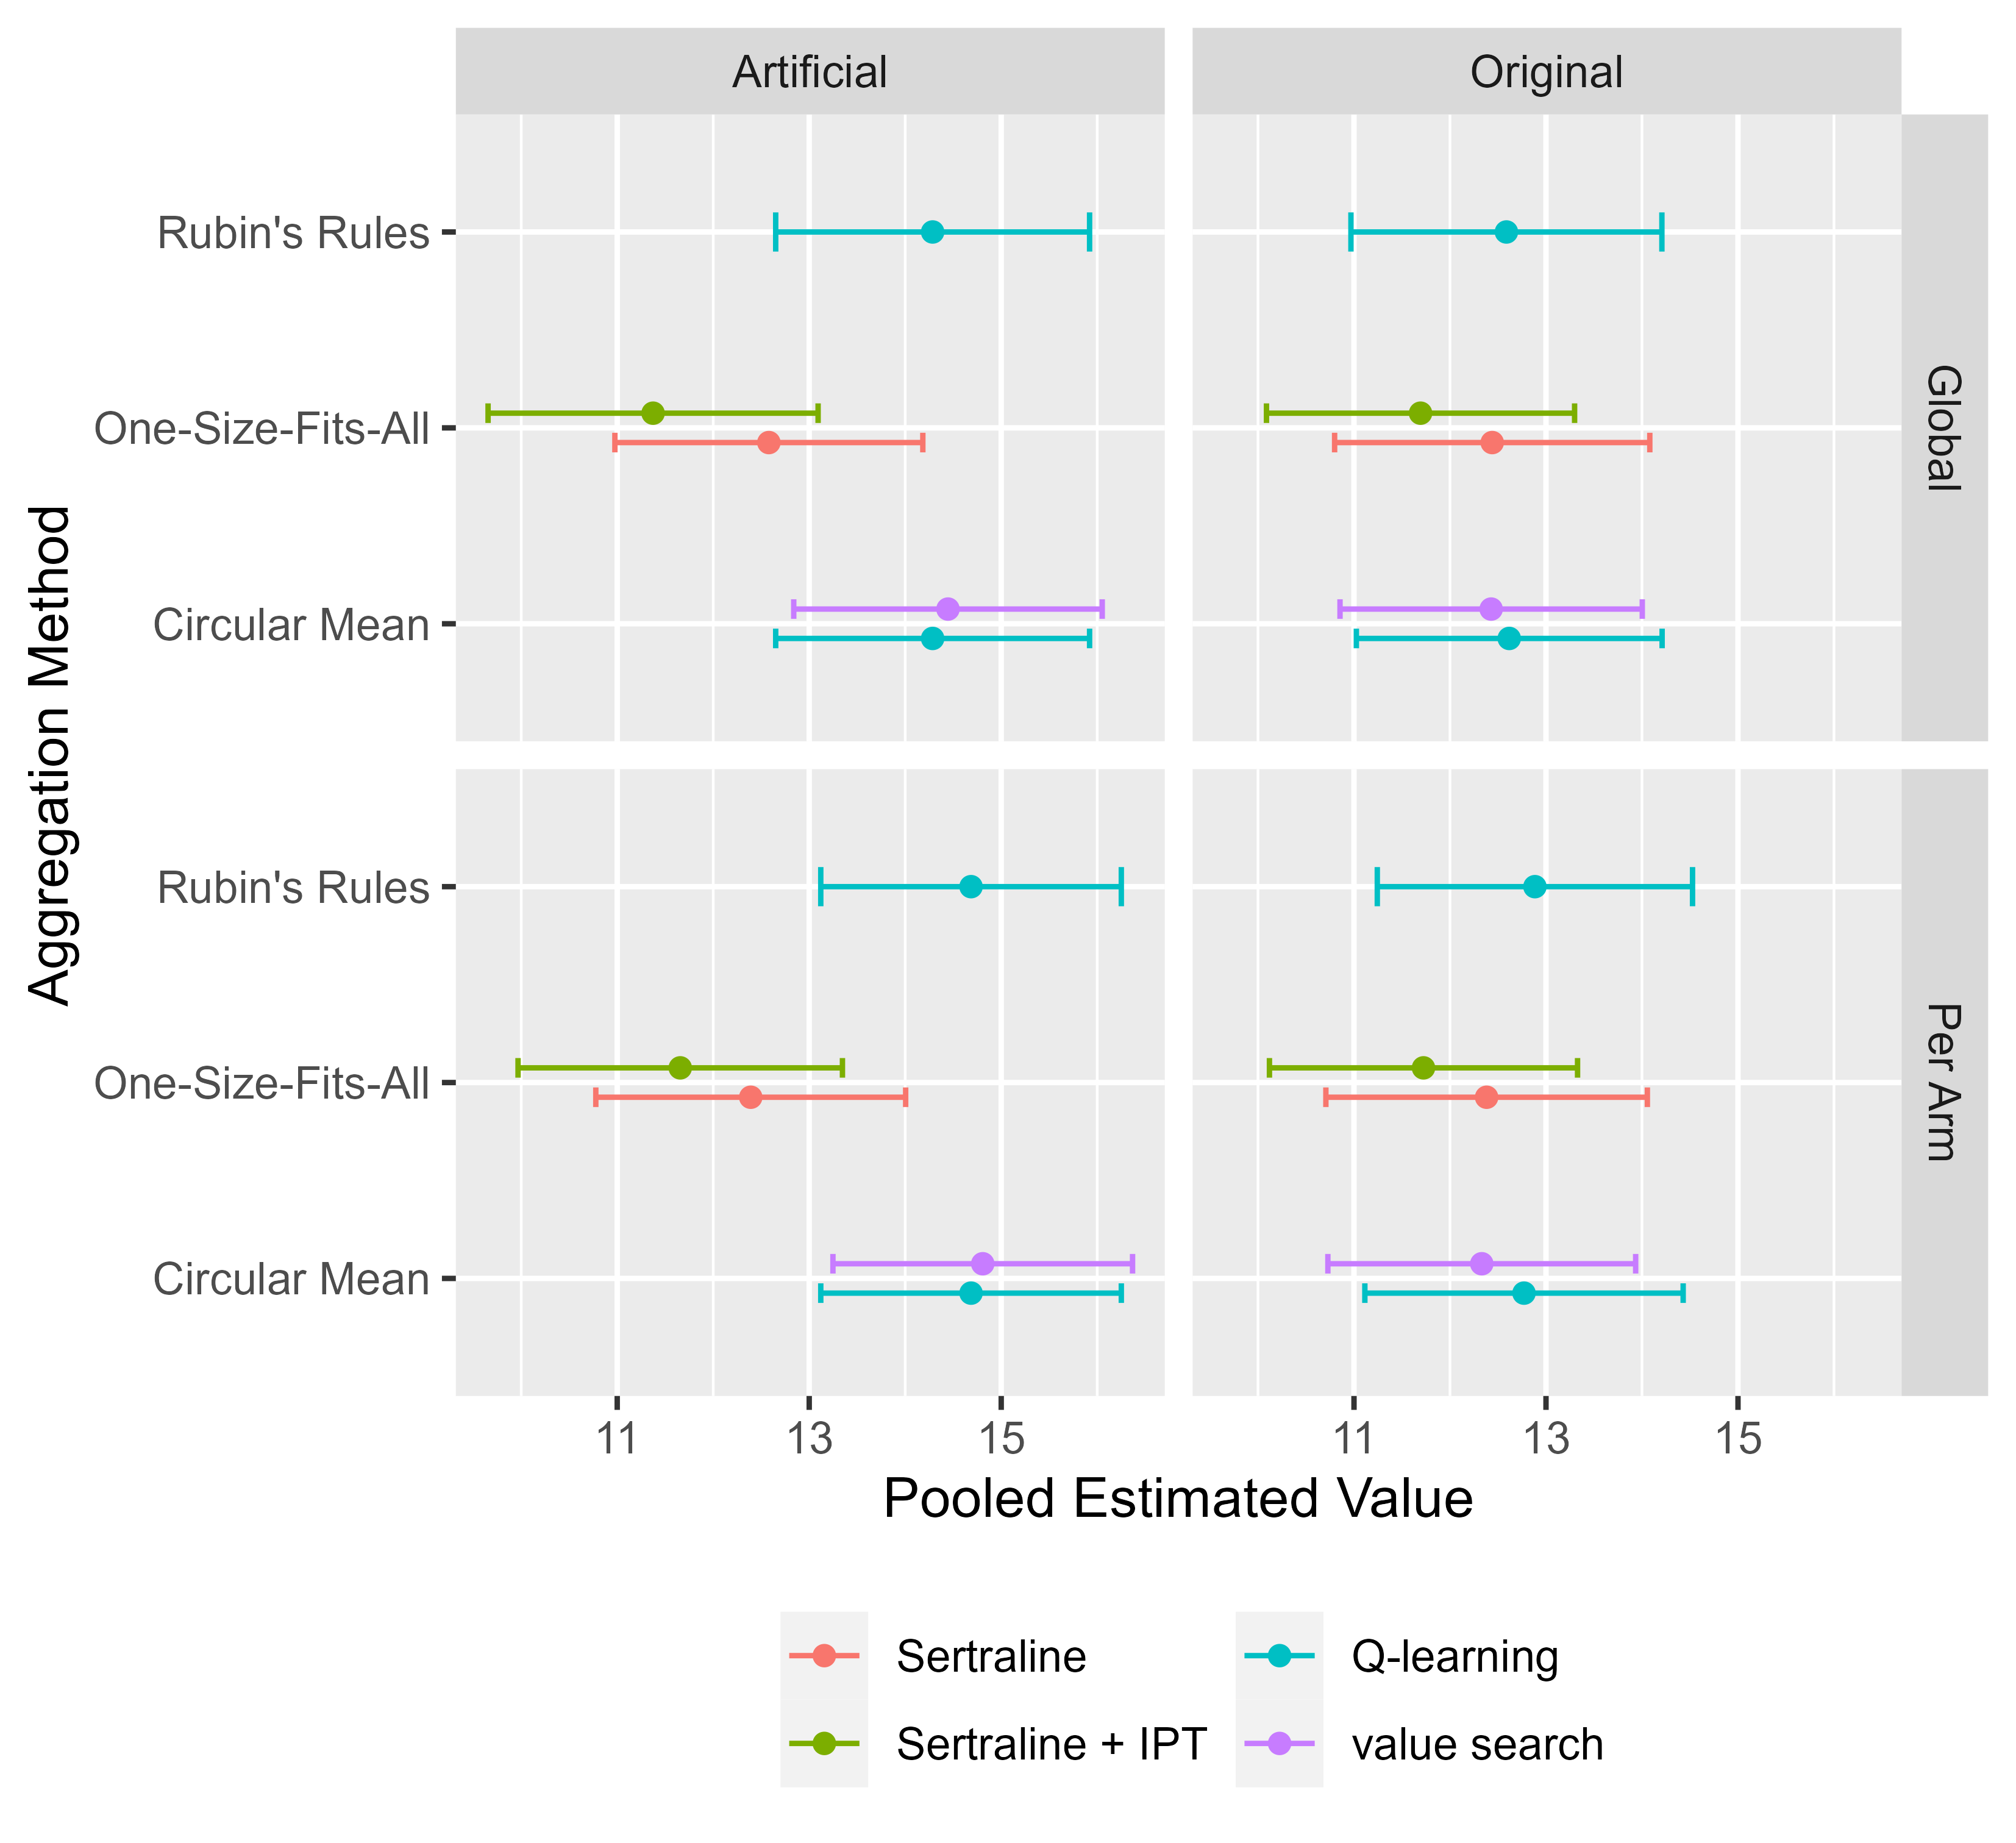 Artificial
Original
Aggregation Method
Global
Rubin's Rules
One-Size-Fits-All
Circular Mean
Per Arm
Rubin's Rules
One-Size-Fits-All
Circular Mean
11 13 15 11 13 15
Pooled Estimated Value
Sertraline
Sertraline + IPT
Q-learning
value search